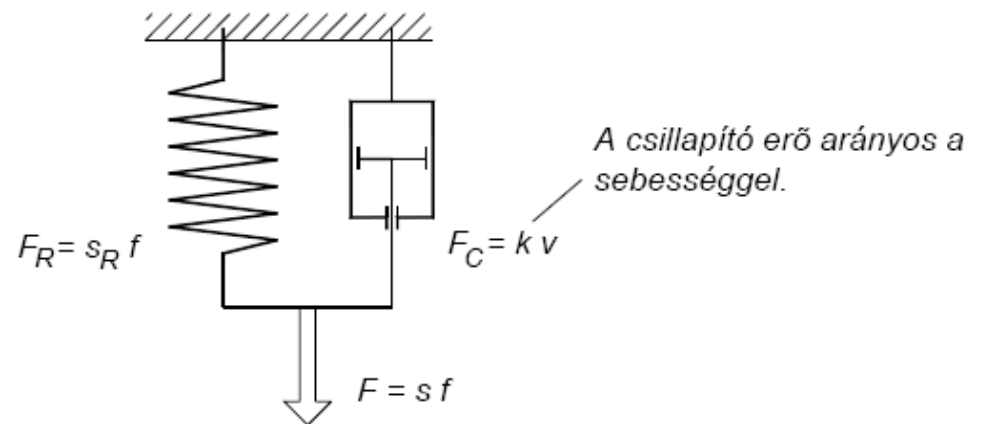 A csillapító erõ arányos a
sebességgel.
F_R = s_R f
F_C = k v
F = s f